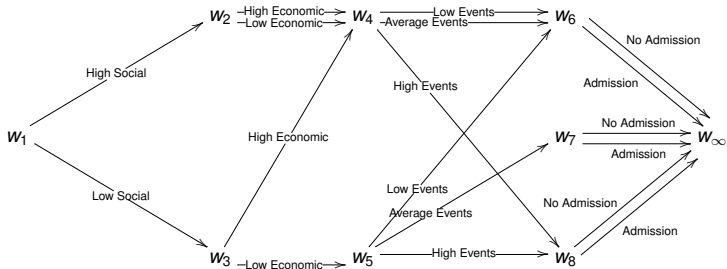 w2
High Economic
Low Economic
w4
Low Events
Average Events
w6
No Admission
High Social
High Events
Admission
w1
High Economic
w7
No Admission
Admission
w∞
Low Social
Low Events
Average Events
No Admission
Admission
w3
Low Economic
w5
High Events
w8